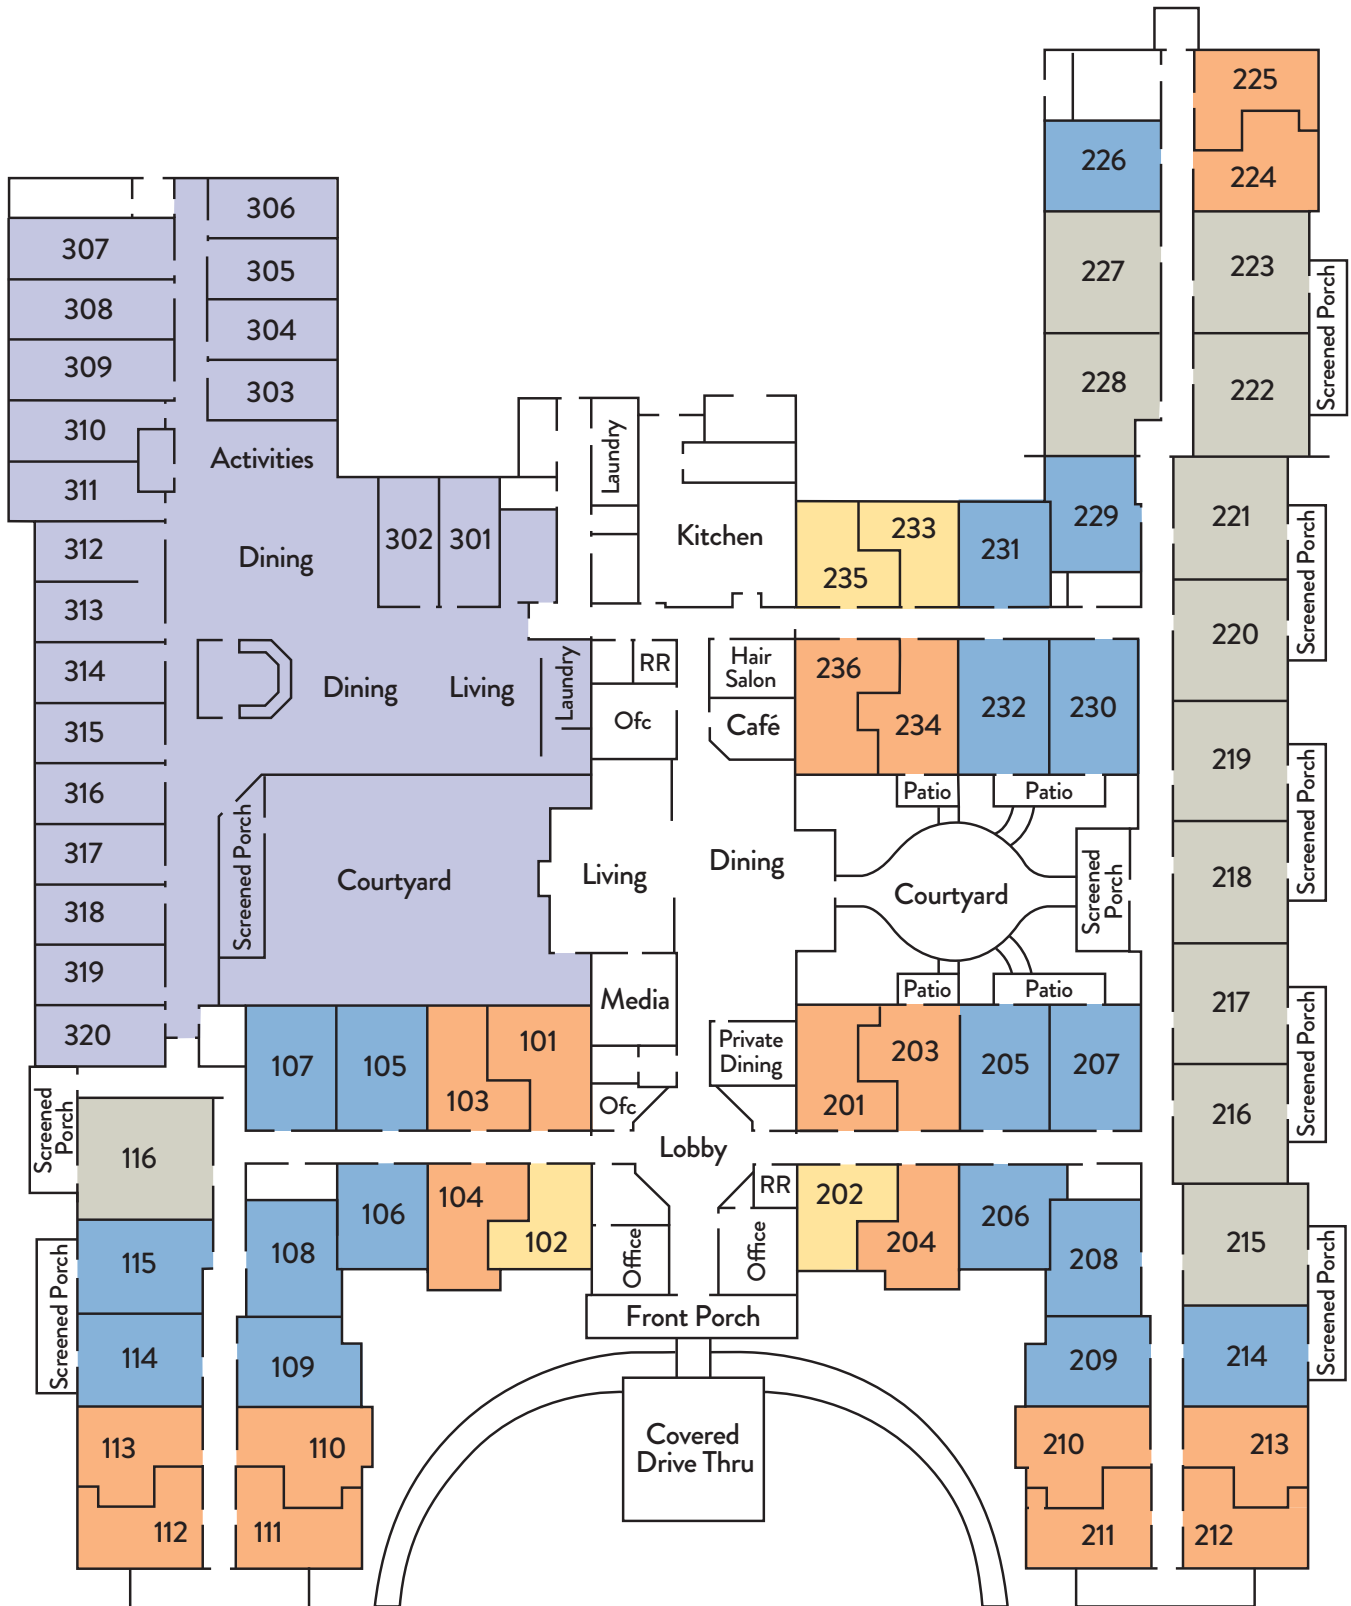 225
226
224
306
307
305
227
223
Screened Porch
308
304
309
303
228
222
310
Activities
Laundry
311
312
302
301
Dining
Kitchen
235
233
231
229
221
Screened Porch
313
220
314
Dining
Living
Laundry
RR
Ofc
Hair
Salon
Café
236
234
232
230
315
219
Screened Porch
316
Patio
Patio
317
Screened Porch
Courtyard
Living
Dining
Courtyard
Screened
Porch
218
318
319
Media
Patio
Patio
217
Screened Porch
320
107
105
103
101
Private
Dining
201
203
205
207
Ofc
Screened
Porch
116
Lobby
216
106
104
102
RR
202
204
206
Screened Porch
115
108
Office
Office
208
215
Screened Porch
Front Porch
114
109
209
214
113
110
Covered
Drive Thru
210
213
112
111
211
212